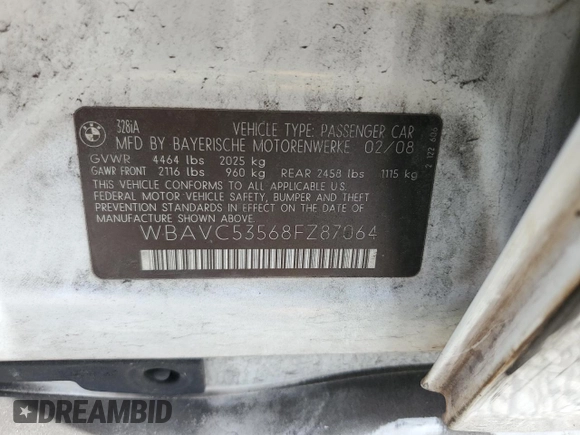 BMW
328iA
VEHICLE TYPE: PASSENGER CAR
MFD BY BAYERISCHE MOTORENWERKE 02/08
GVWR 4464 lbs 2025 kg
GAWR FRONT 2116 lbs 960 kg REAR 2458 lbs 1115 kg
THIS VEHICLE CONFORMS TO ALL APPLICABLE U.S.
FEDERAL MOTOR VEHICLE SAFETY, BUMPER AND THEFT
PREVENTION STANDARDS IN EFFECT ON THE DATE
OF MANUFACTURE SHOWN ABOVE.
WBAVC53568FZ87064
DREAMBID